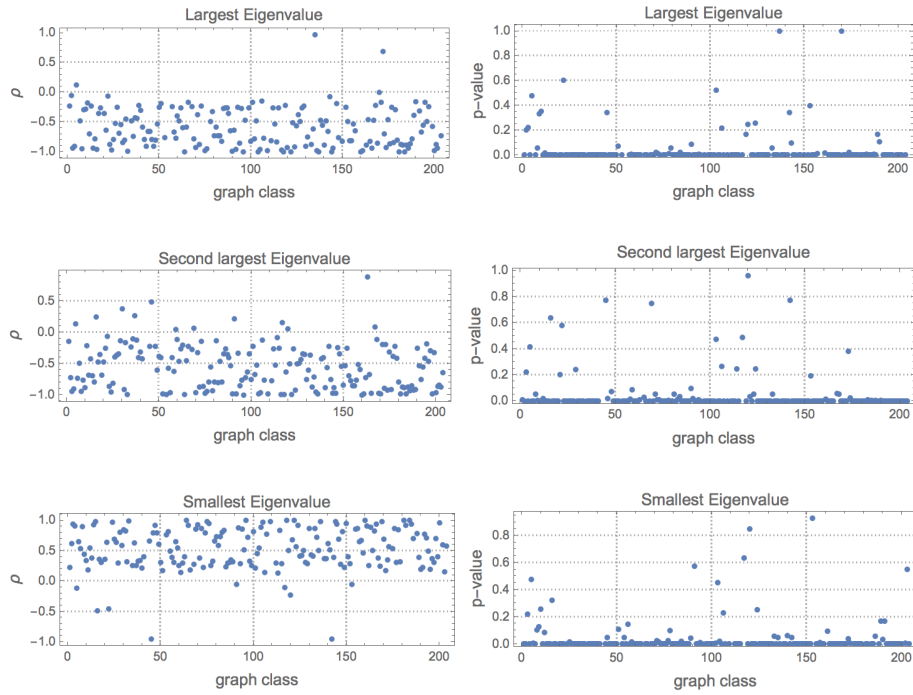 Largest Eigenvalue
1.0
0.5
0.0
−0.5
−1.0
ρ
0 50 100 150 200
graph class
Largest Eigenvalue
1.0
0.8
0.6
0.4
0.2
0.0
p-value
0 50 100 150 200
graph class
Second largest Eigenvalue
0.5
0.0
−0.5
−1.0
ρ
0 50 100 150 200
graph class
Second largest Eigenvalue
1.0
0.8
0.6
0.4
0.2
0.0
p-value
0 50 100 150 200
graph class
Smallest Eigenvalue
1.0
0.5
0.0
−0.5
−1.0
ρ
0 50 100 150 200
graph class
Smallest Eigenvalue
0.8
0.6
0.4
0.2
0.0
p-value
0 50 100 150 200
graph class